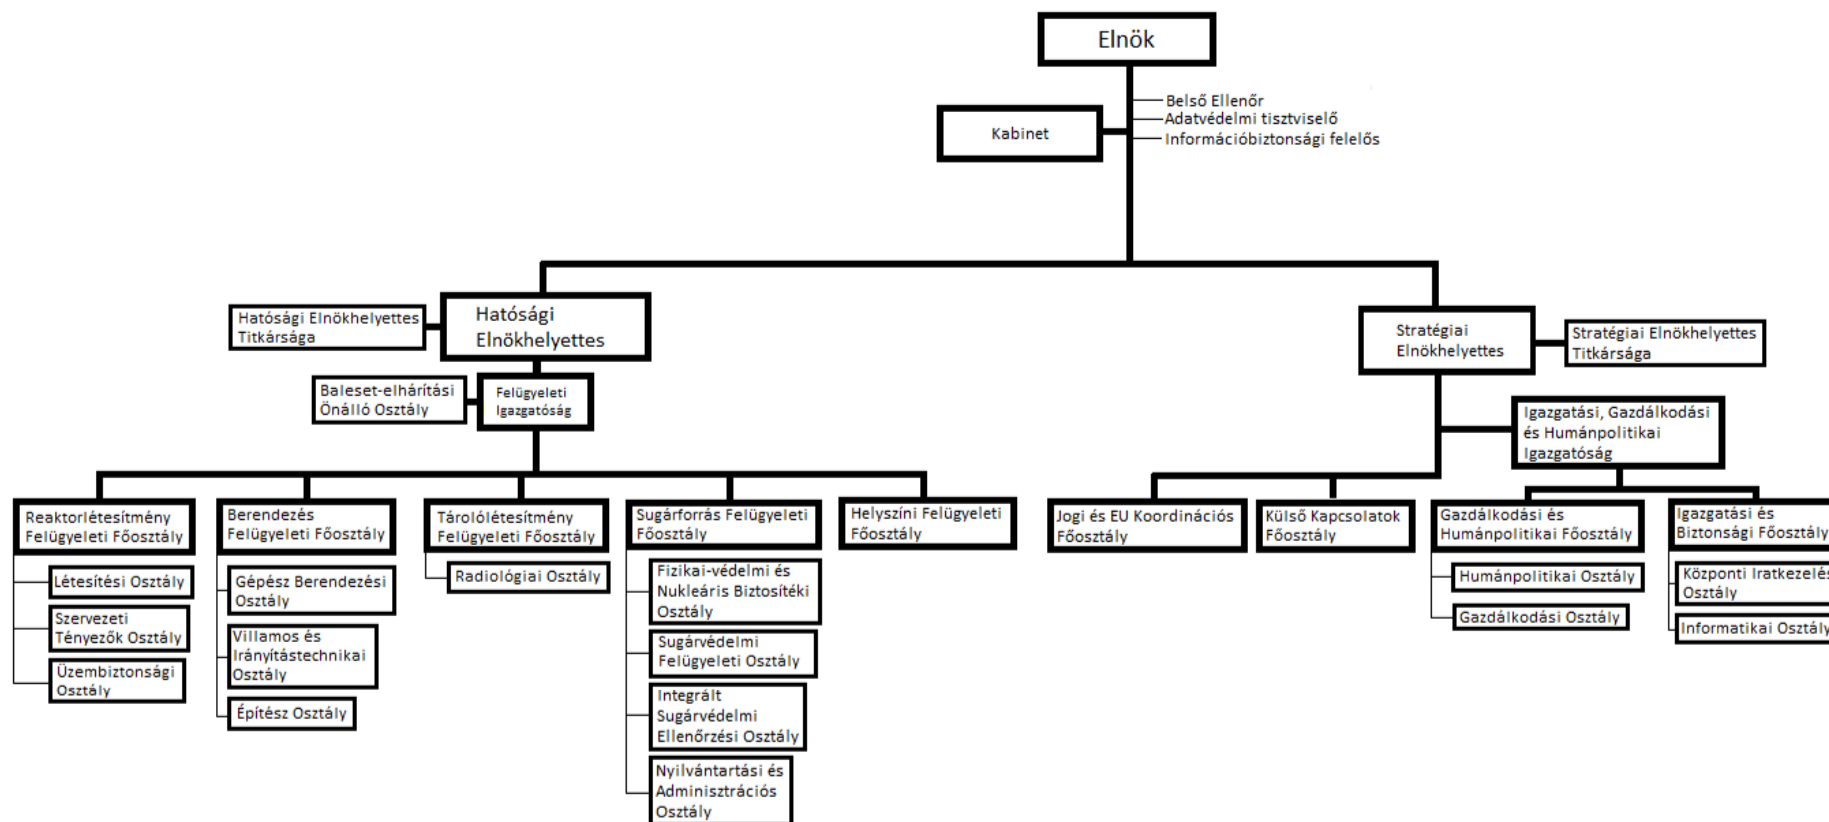 Elnök
Belső Ellenőr
Adatvédelmi tisztviselő
Információbiztonsági felelős
Kabinet
Hatósági Elnökhelyettes
Titkársága
Hatósági
Elnökhelyettes
Stratégiai
Elnökhelyettes
Stratégiai Elnökhelyettes
Titkársága
Baleset-elhárítási
Önálló Osztály
Felügyeleti
Igazgatóság
Igazgatási, Gazdálkodási
és Humánpolitikai
Igazgatóság
Reaktorlétesítmény
Felügyeleti Főosztály
Létesítési Osztály
Szervezeti
Tényezők Osztály
Üzembiztonsági
Osztály
Berendezés
Felügyeleti Főosztály
Gépész Berendezési
Osztály
Villamos és
Irányítástechnikai
Osztály
Építész Osztály
Tárolólétesítmény
Felügyeleti Főosztály
Radiológiai Osztály
Sugárforrás Felügyeleti
Főosztály
Fizikai-védelmi és
Nukleáris Biztosítéki
Osztály
Sugárvédelmi
Felügyeleti Osztály
Integrált
Sugárvédelmi
Ellenőrzési Osztály
Nyilvántartási és
Adminisztrációs
Osztály
Helyszíni Felügyeleti
Főosztály
Jogi és EU Koordinációs
Főosztály
Külső Kapcsolatok
Főosztály
Gazdálkodási és
Humánpolitikai Főosztály
Humánpolitikai Osztály
Gazdálkodási Osztály
Igazgatási és
Biztonsági Főosztály
Központi Iratkezelés
Osztály
Informatikai Osztály